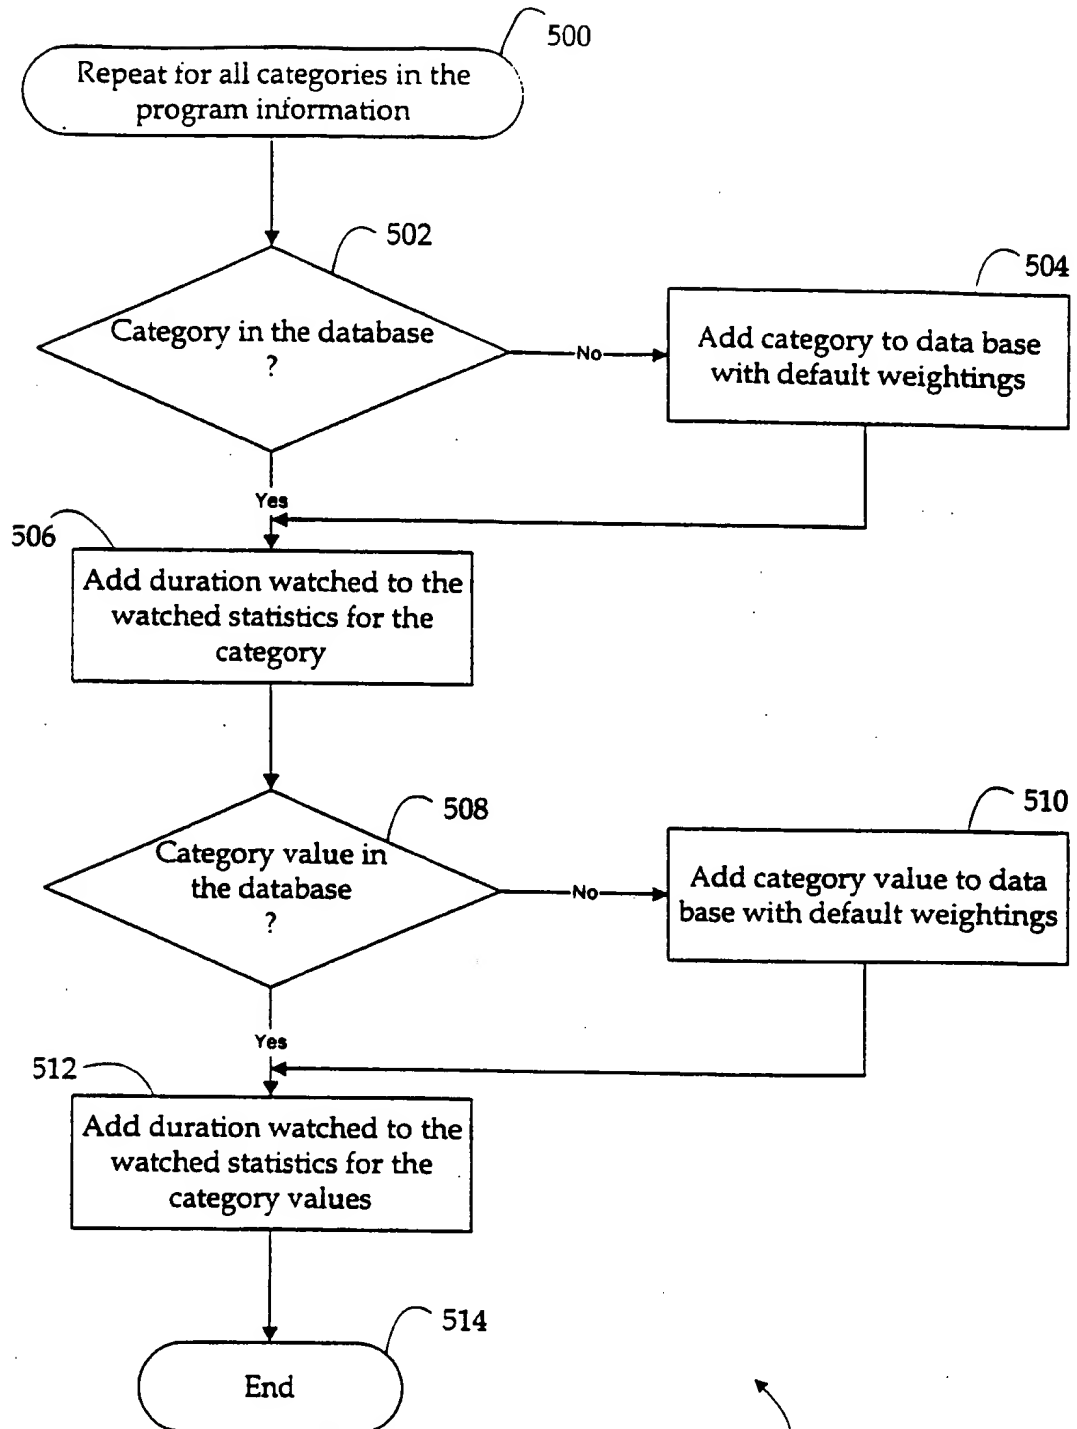 500
Repeat for all categories in the
program information
502
Category in the database
?
No
504
Add category to data base
with default weightings
Yes
506
Add duration watched to the
watched statistics for the
category
508
Category value in
the database
?
No
510
Add category value to data
base with default weightings
Yes
512
Add duration watched to the
watched statistics for the
category values
514
End